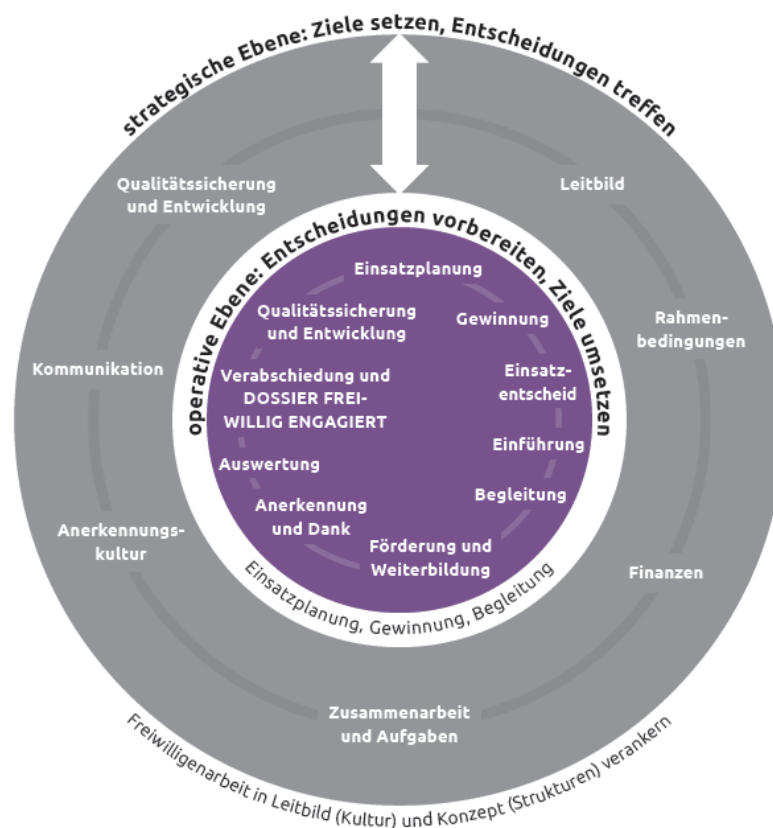 strategische Ebene: Ziele setzen, Entscheidungen treffen
Leitbild
Rahmen-
bedingungen
Finanzen
Zusammenarbeit
und Aufgaben
Anerkennungs-
kultur
Kommunikation
Qualitätssicherung
und Entwicklung
Freiwilligenarbeit in Leitbild (Kultur) und Konzept (Strukturen) verankern
operative Ebene: Entscheidungen vorbereiten, Ziele umsetzen
Einsatzplanung
Gewinnung
Einsatz-
entscheid
Einführung
Begleitung
Förderung und
Weiterbildung
Anerkennung
und Dank
Auswertung
Verabschiedung und
DOSSIER FREI-
WILLIG ENGAGIERT
Qualitätssicherung
und Entwicklung
Einsatzplanung, Gewinnung, Begleitung